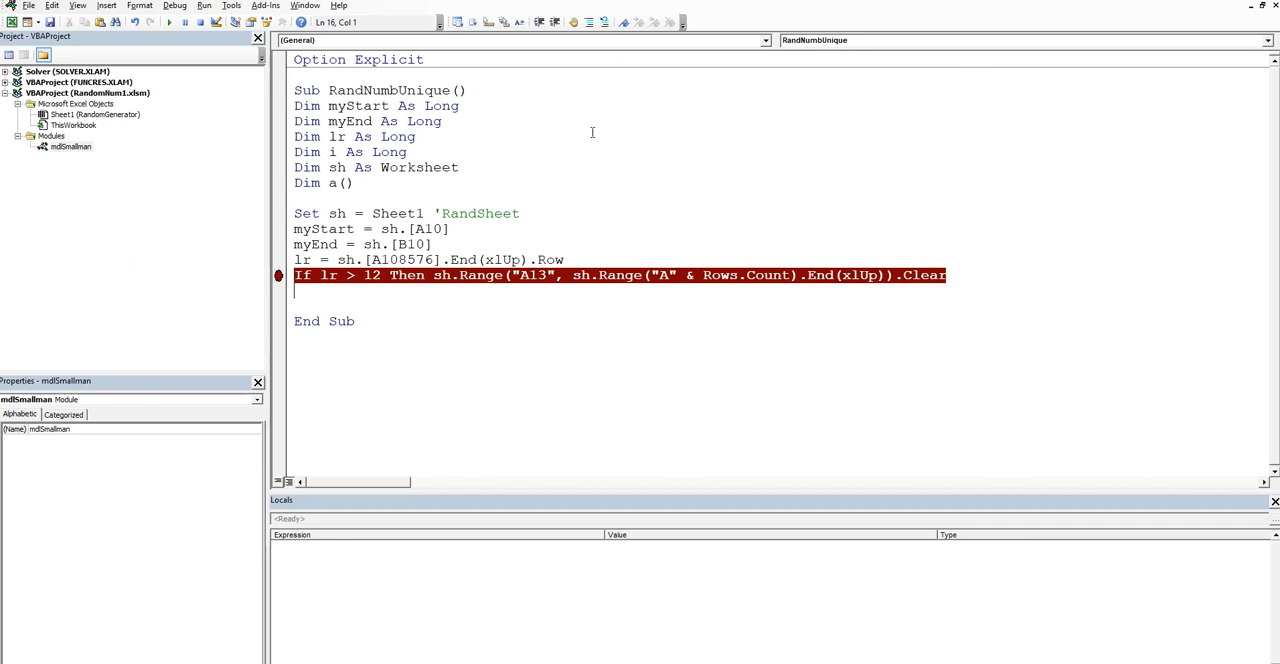 File Edit View Insert Format Debug Run Tools Add-Ins Window Help
Ln 16, Col 1
Project - VBAProject
(General)
RandNumbUnique
Solver (SOLVER.XLAM)
VBAProject (FUNCRES.XLAM)
VBAProject (RandomNum1.xlsm)
Microsoft Excel Objects
Sheet1 (RandomGenerator)
ThisWorkbook
Modules
mdlSmallman
Option Explicit
Sub RandNumbUnique()
Dim myStart As Long
Dim myEnd As Long
Dim lr As Long
Dim i As Long
Dim sh As Worksheet
Dim a()
Set sh = Sheet1 'RandSheet
myStart = sh.[A10]
myEnd = sh.[B10]
lr = sh.[A108576].End(xlUp).Row
If lr > 12 Then sh.Range("A13", sh.Range("A" & Rows.Count).End(xlUp)).Clear
End Sub
Properties - mdlSmallman
mdlSmallman Module
Alphabetic Categorized
(Name) mdlSmallman
Locals
<Ready>
Expression Value Type